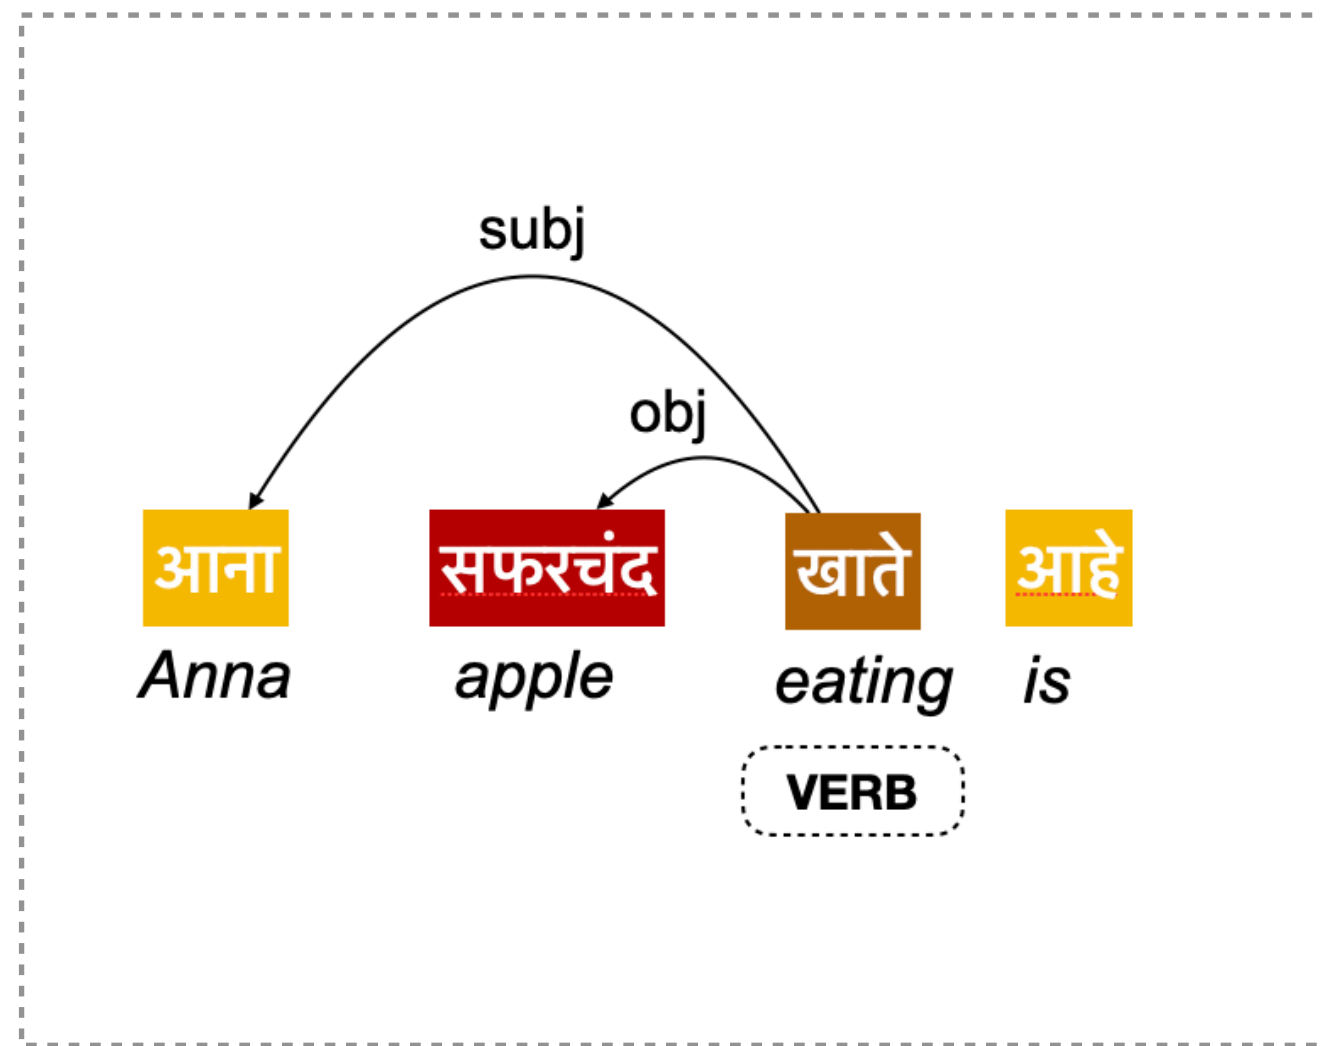 subj
obj
आना सफरचंद खाते आहे
Anna apple eating is
VERB